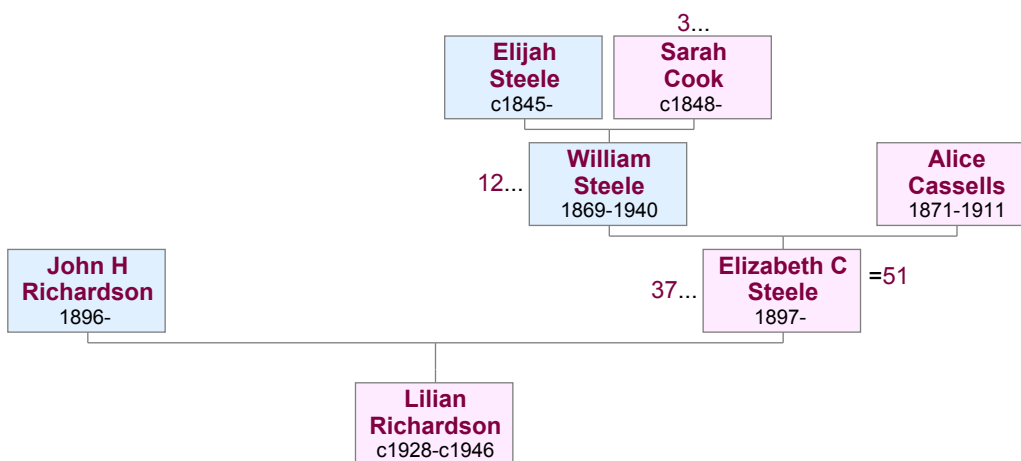 3...
Elijah
Steele
c1845-
Sarah
Cook
c1848-
12...
William
Steele
1869-1940
Alice
Cassells
1871-1911
John H
Richardson
1896-
37...
Elizabeth C
Steele
1897-
=51
Lilian
Richardson
c1928-c1946